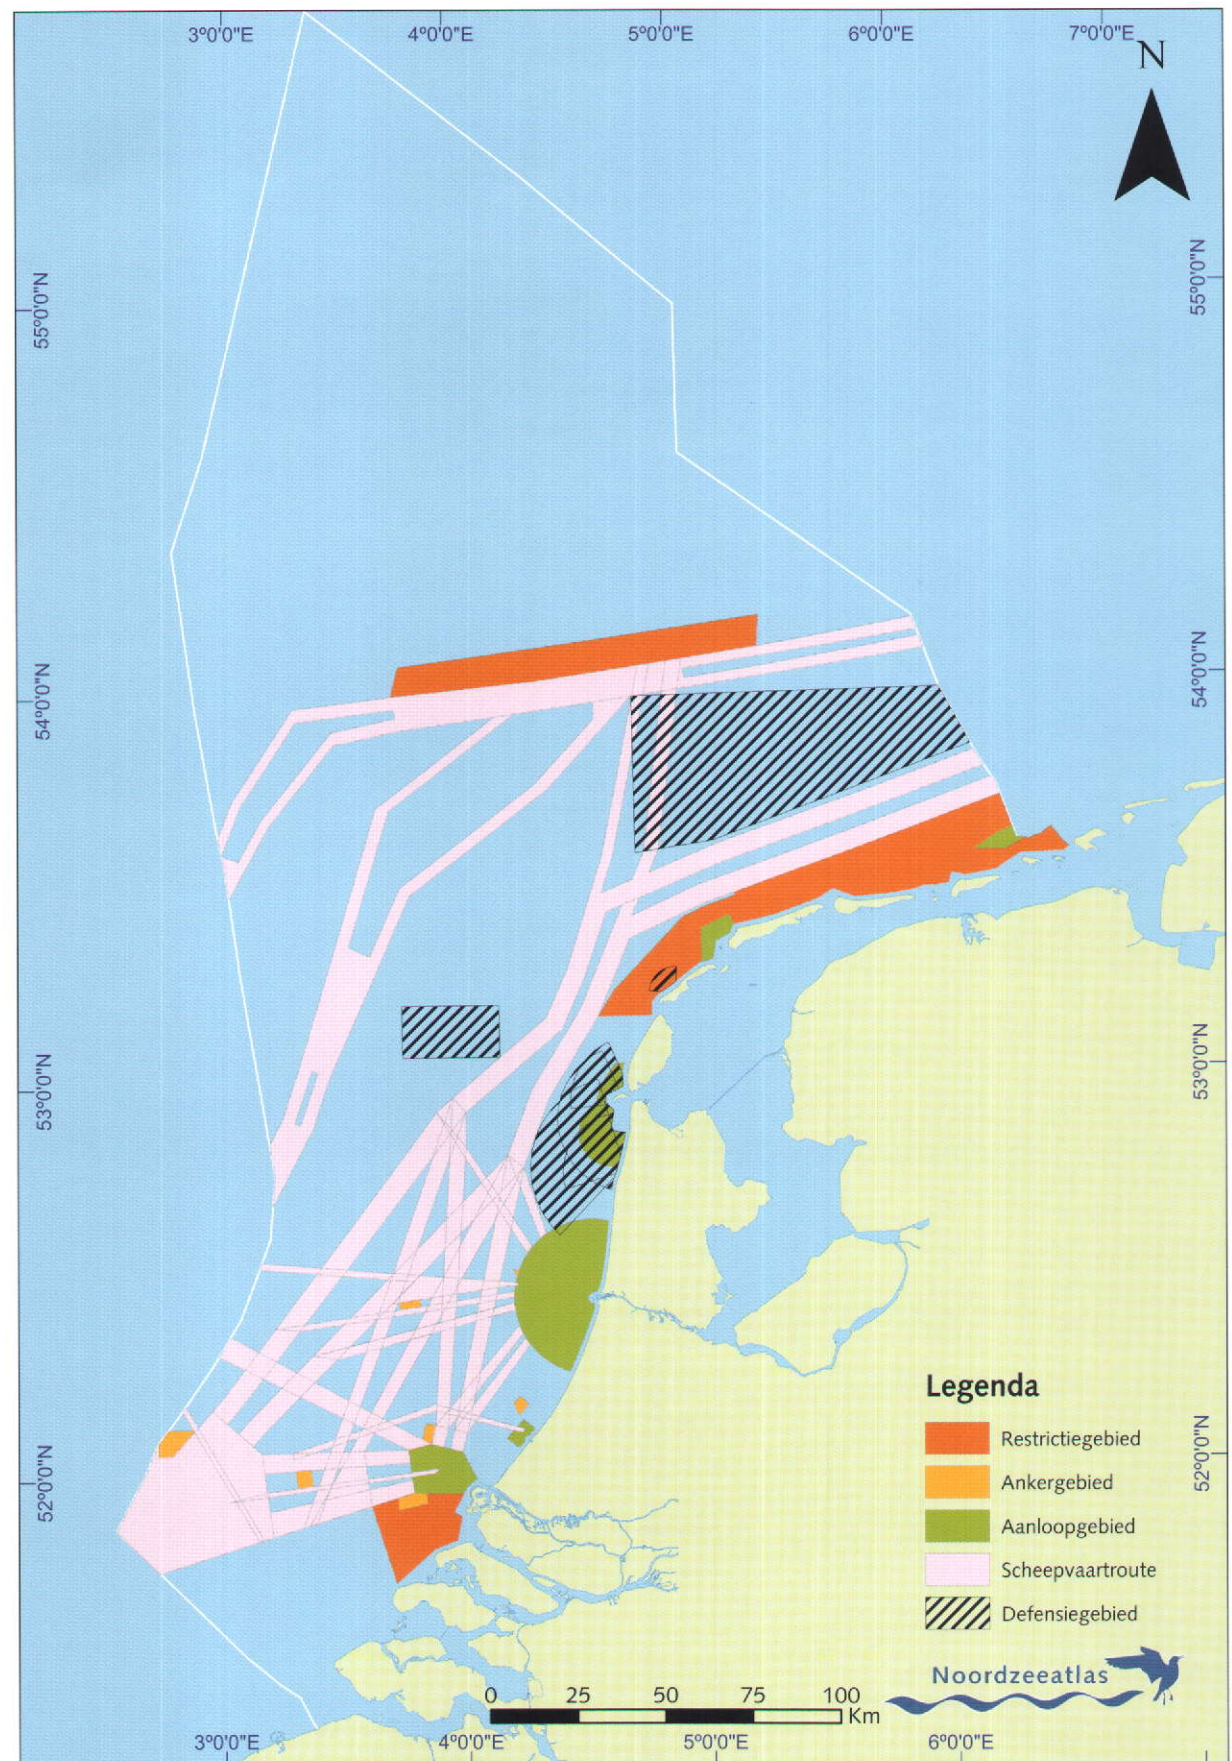 3°0'0"E 4°0'0"E 5°0'0"E 6°0'0"E 7°0'0"E
N
55°0'0"N 55°0'0"N
54°0'0"N 54°0'0"N
53°0'0"N 53°0'0"N
52°0'0"N 52°0'0"N
Legenda
Restrictiegebied
Ankergebied
Aanloopgebied
Scheepvaartroute
Defensiegebied
Noordzeeatlas
0 25 50 75 100
Km
3°0'0"E 4°0'0"E 5°0'0"E 6°0'0"E